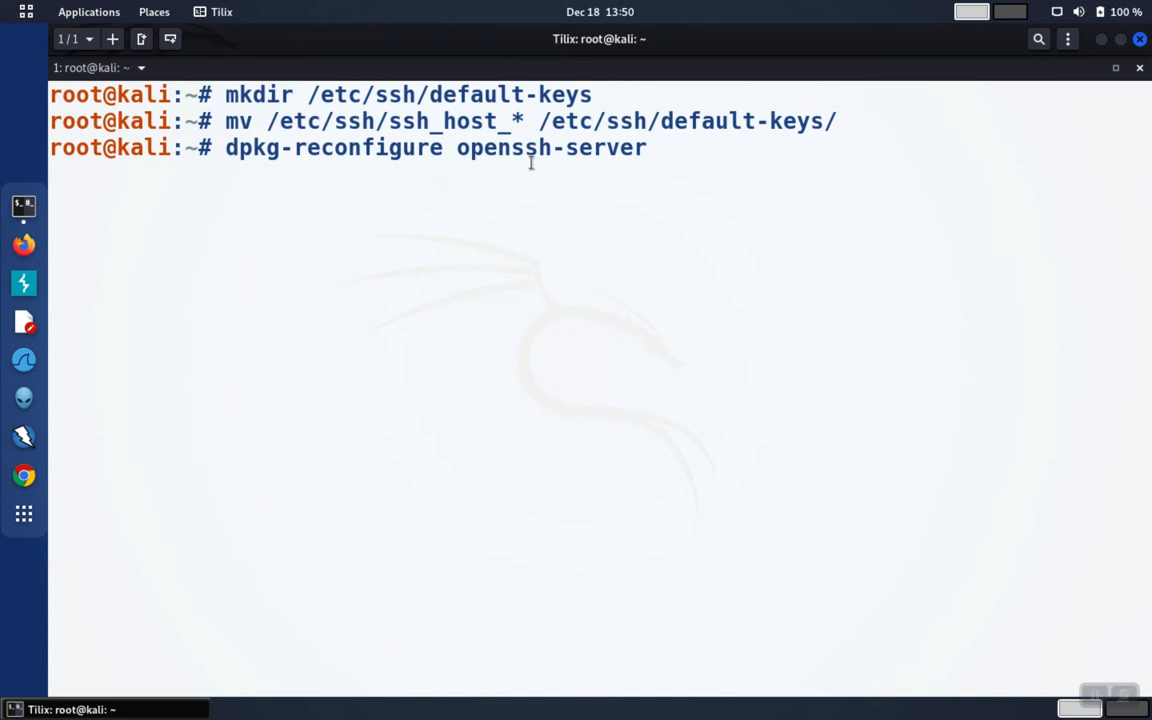 Applications Places Tilix Dec 18 13:50 100 %
1 / 1 Tilix: root@kali: ~
1: root@kali: ~
root@kali:~# mkdir /etc/ssh/default-keys
root@kali:~# mv /etc/ssh/ssh_host_* /etc/ssh/default-keys/
root@kali:~# dpkg-reconfigure openssh-server
Tilix: root@kali: ~